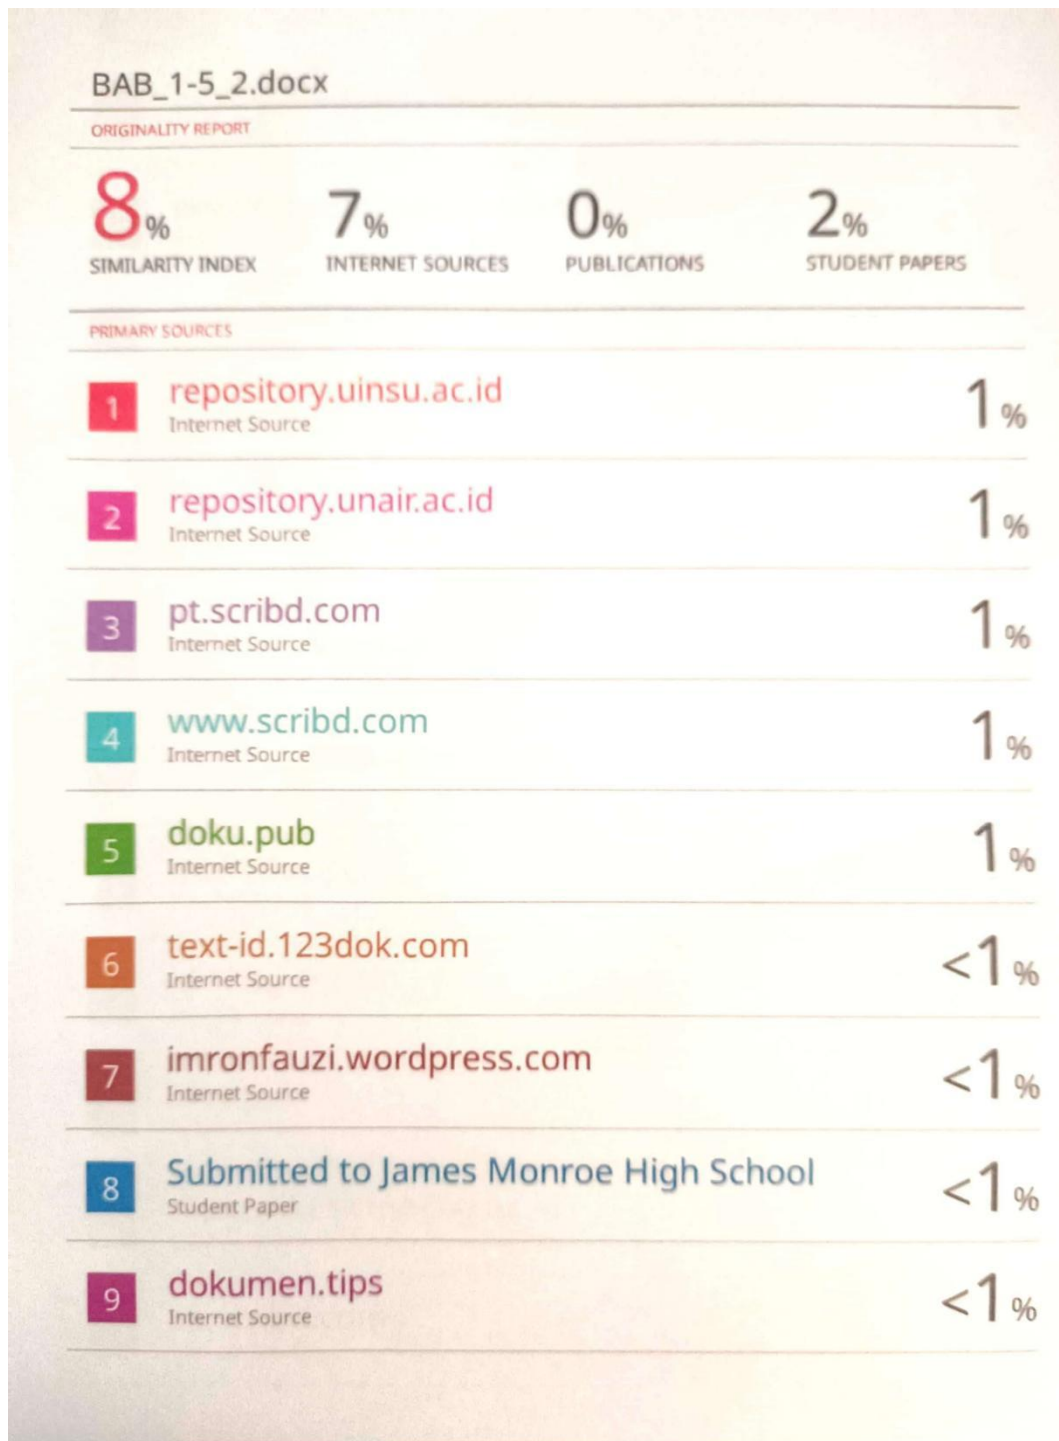 BAB_1-5_2.docx
ORIGINALITY REPORT
8% 7% 0% 2%
SIMILARITY INDEX INTERNET SOURCES PUBLICATIONS STUDENT PAPERS
PRIMARY SOURCES
1 repository.uinsu.ac.id 1%
Internet Source
2 repository.unair.ac.id 1%
Internet Source
3 pt.scribd.com 1%
Internet Source
4 www.scribd.com 1%
Internet Source
5 doku.pub 1%
Internet Source
6 text-id.123dok.com <1%
Internet Source
7 imronfauzi.wordpress.com <1%
Internet Source
8 Submitted to James Monroe High School <1%
Student Paper
9 dokumen.tips <1%
Internet Source